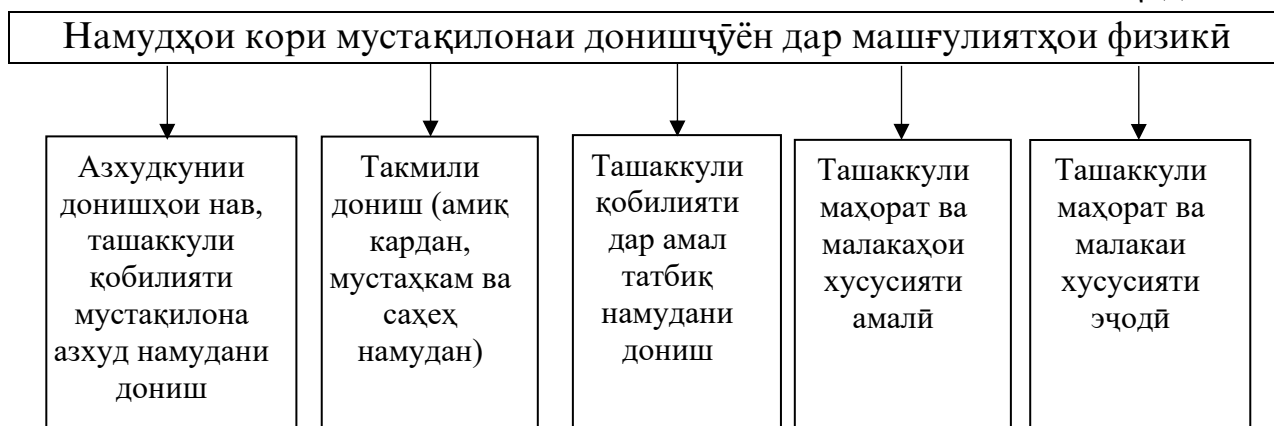 Намудҳои кори мустақилонаи донишҷӯён дар машғулиятҳои физикӣ
Азхудкунии
донишҳои нав,
ташаккули
қобилияти
мустақилона
азхуд намудани
дониш
Такмили
дониш (амиқ
кардан,
мустаҳкам ва
саҳеҳ
намудан)
Ташаккули
қобилияти
дар амал
татбиқ
намудани
дониш
Ташаккули
маҳорат ва
малакаҳои
хусусияти
амалӣ
Ташаккули
маҳорат ва
малакаи
хусусияти
эҷодӣ